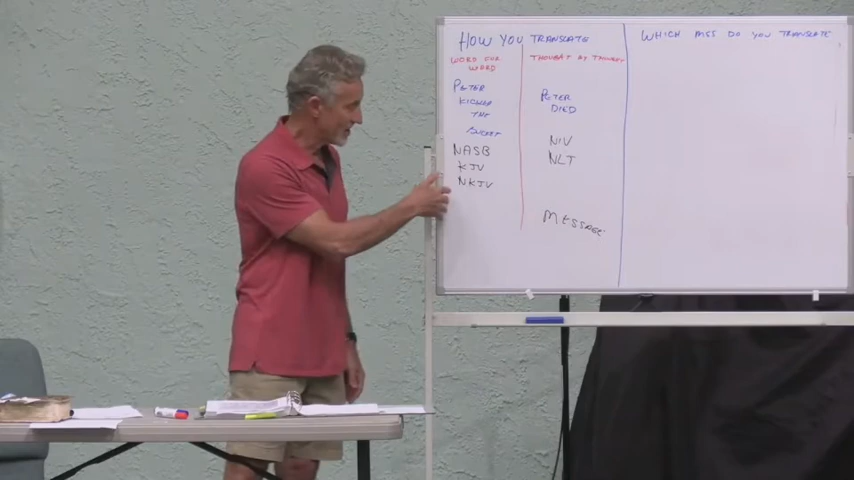 HOW YOU TRANSLATE
WORD FOR
WORD
PETER
KICKED
THE
BUCKET
NASB
KJV
NKJV
THOUGHT BY THOUGHT
PETER
DIED
NIV
NLT
MESSAGE
WHICH MSS DO YOU TRANSLATE